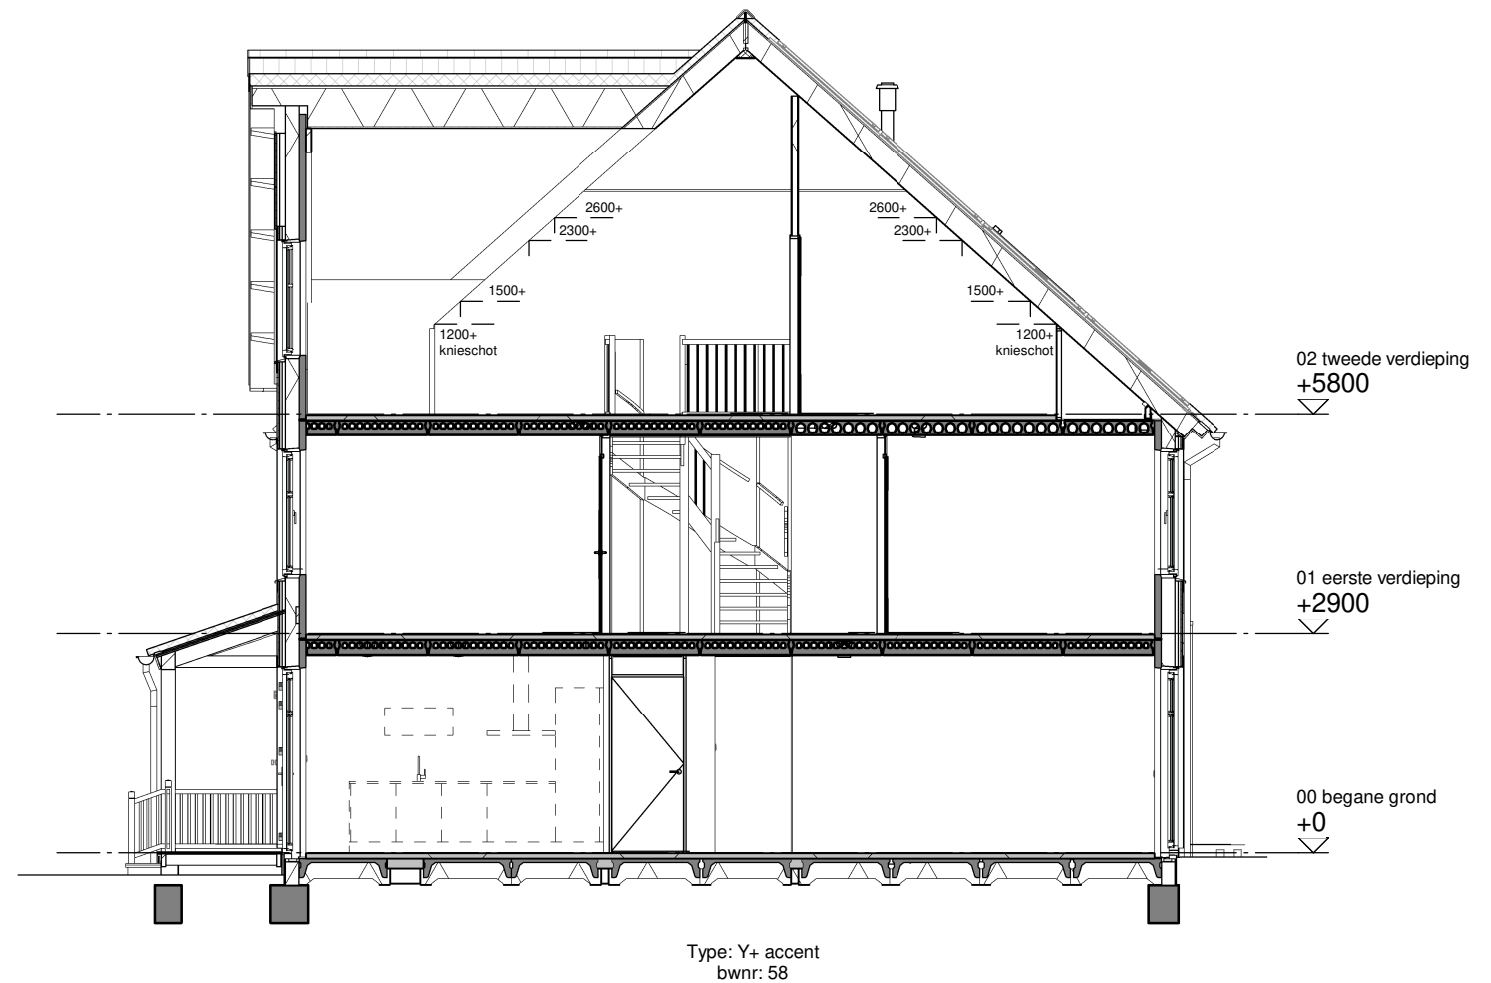 2600+
2300+
1500+
1200+
knieschot
2600+
2300+
1500+
1200+
knieschot
02 tweede verdieping
+5800
01 eerste verdieping
+2900
00 begane grond
+0
Type: Y+ accent
bwnr: 58